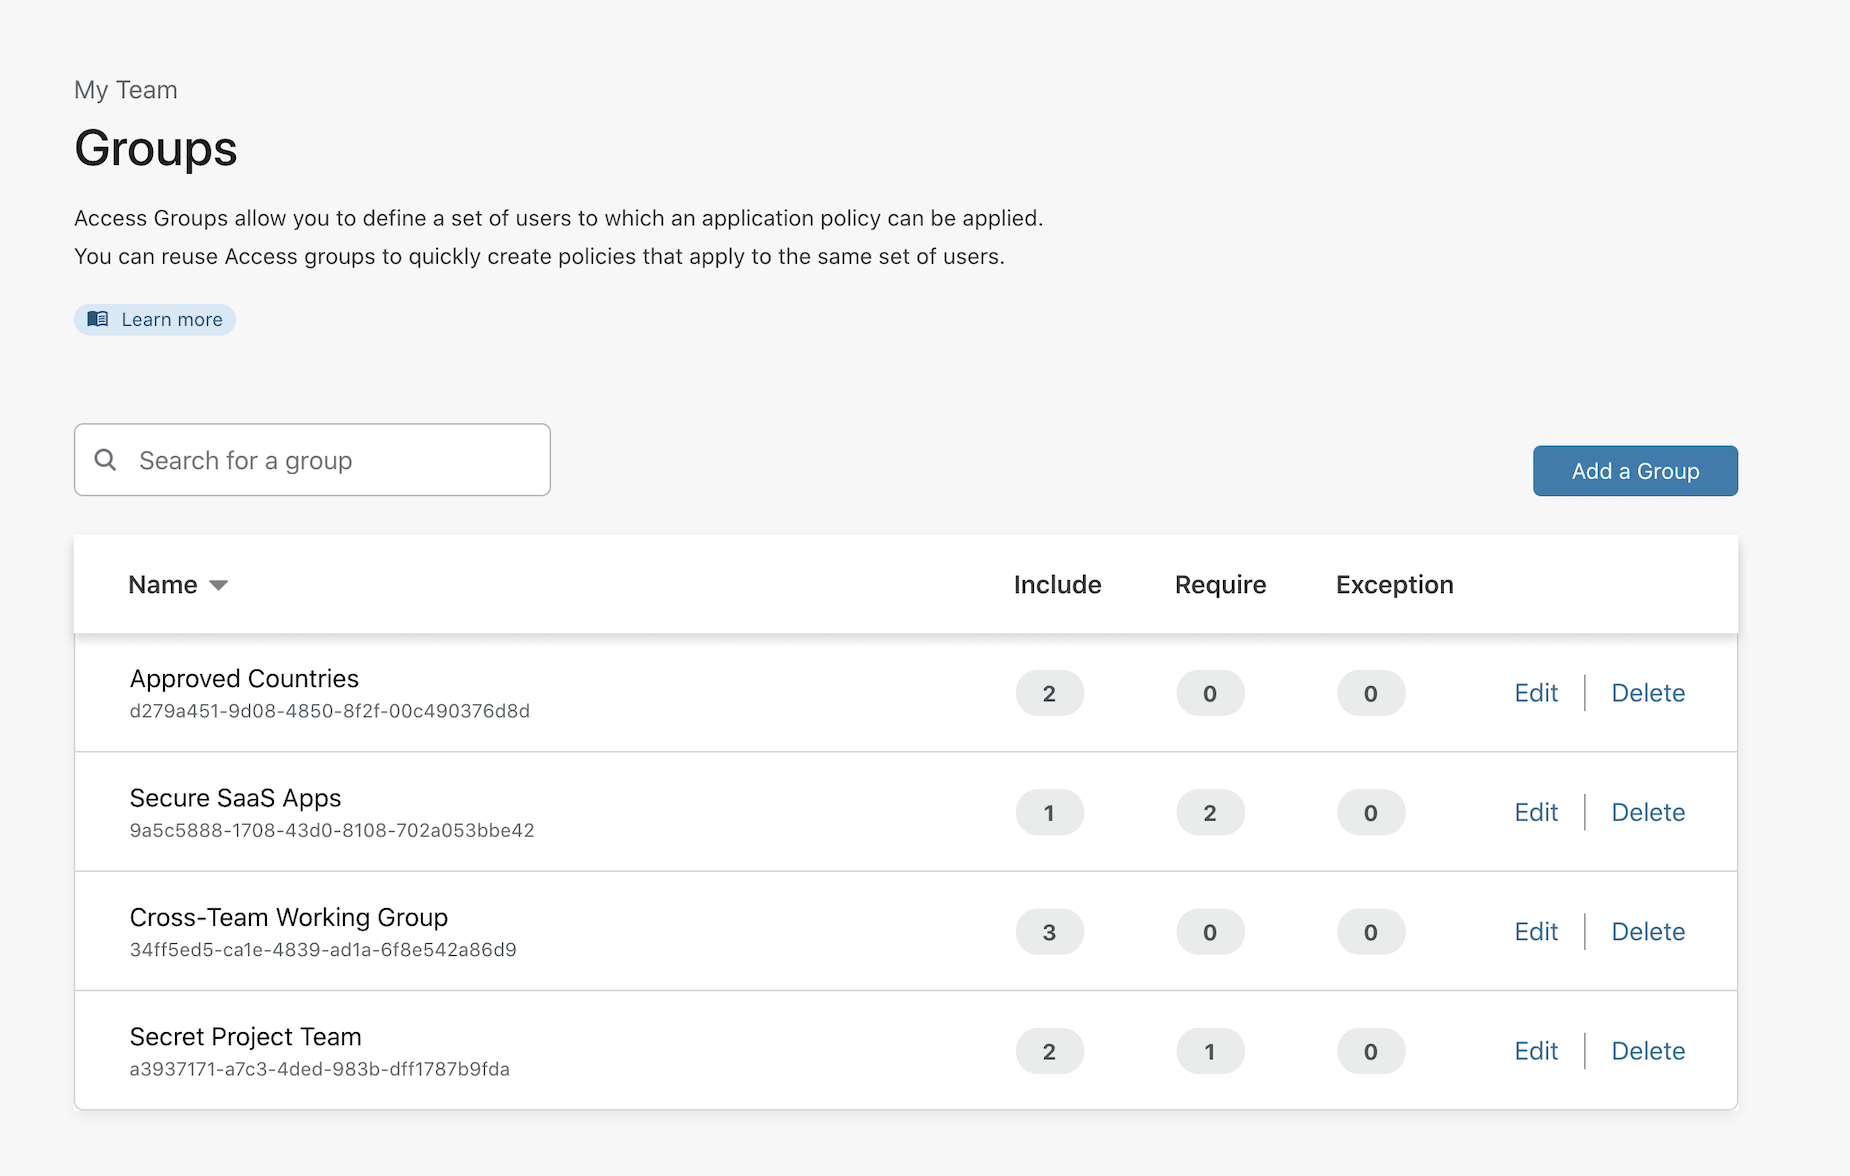 My Team
Groups
Access Groups allow you to define a set of users to which an application policy can be applied.
You can reuse Access groups to quickly create policies that apply to the same set of users.
Learn more
Search for a group
Add a Group
Name Include Require Exception
Approved Countries
d279a451-9d08-4850-8f2f-00c490376d8d
2 0 0 Edit Delete
Secure SaaS Apps
9a5c5888-1708-43d0-8108-702a053bbe42
1 2 0 Edit Delete
Cross-Team Working Group
34ff5ed5-ca1e-4839-ad1a-6f8e542a86d9
3 0 0 Edit Delete
Secret Project Team
a3937171-a7c3-4ded-983b-dff1787b9fda
2 1 0 Edit Delete